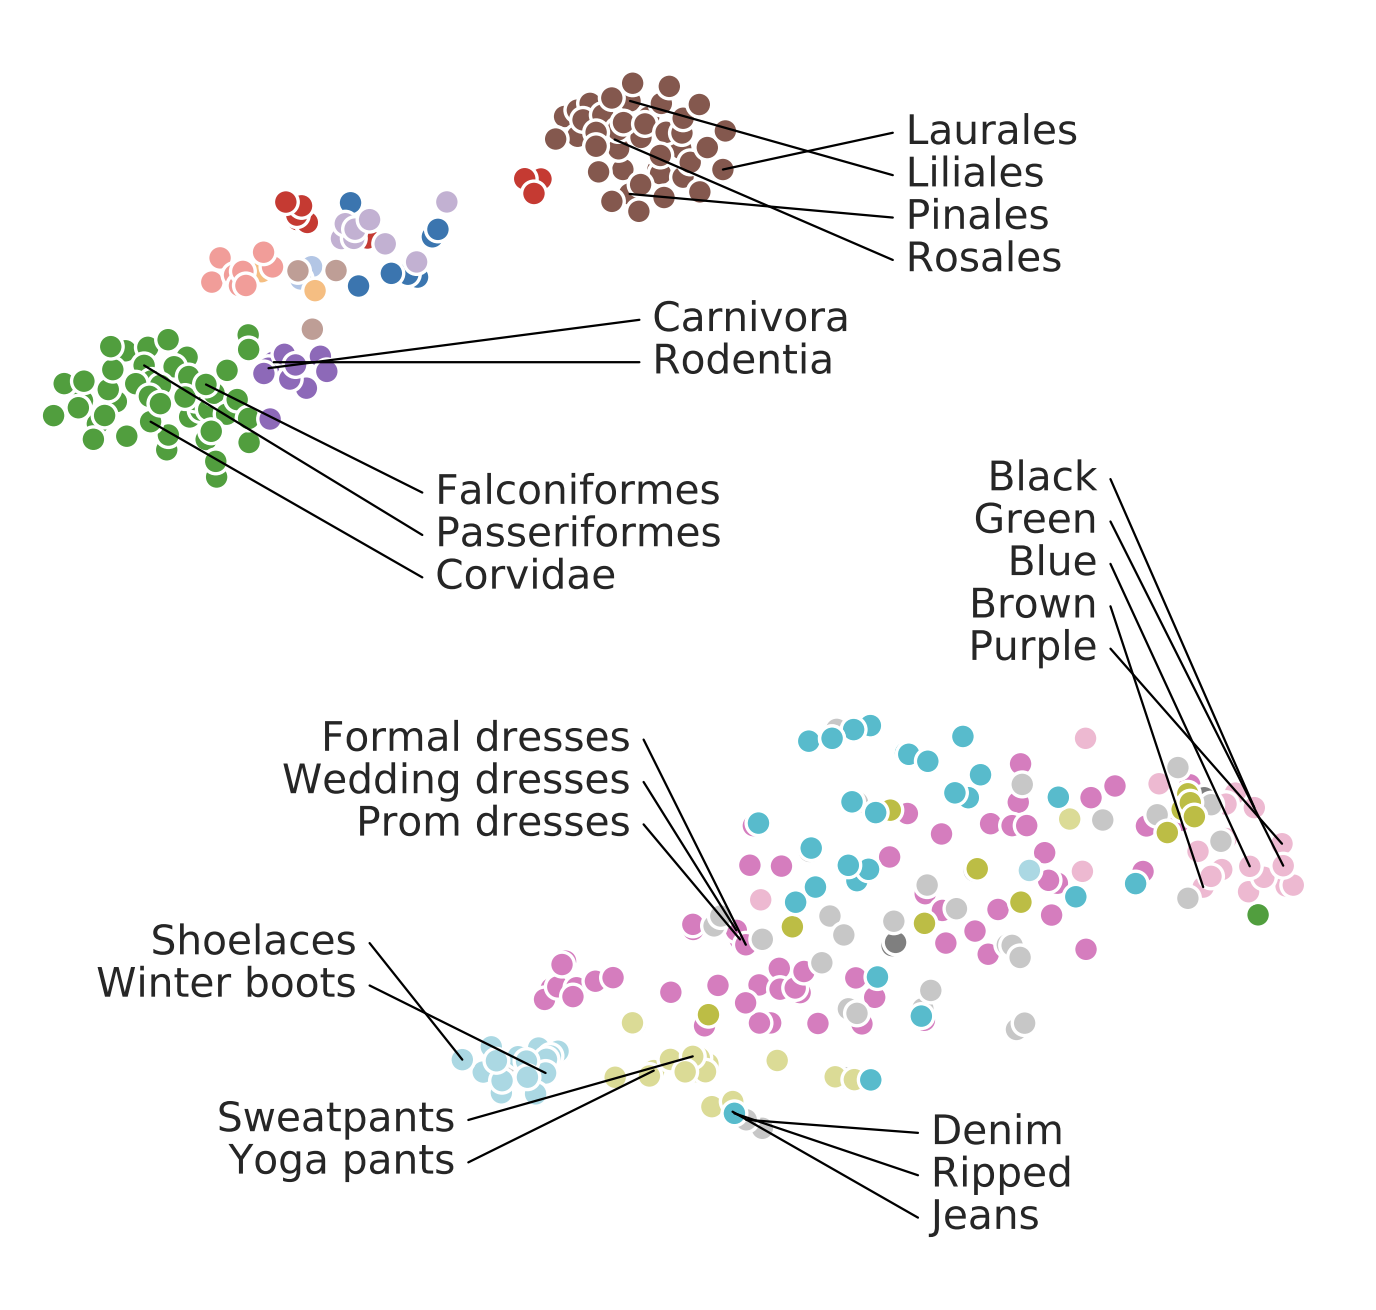 Laurales
Liliales
Pinales
Rosales
Carnivora
Rodentia
Falconiformes
Passeriformes
Corvidae
Black
Green
Blue
Brown
Purple
Formal dresses
Wedding dresses
Prom dresses
Shoelaces
Winter boots
Sweatpants
Yoga pants
Denim
Ripped
Jeans